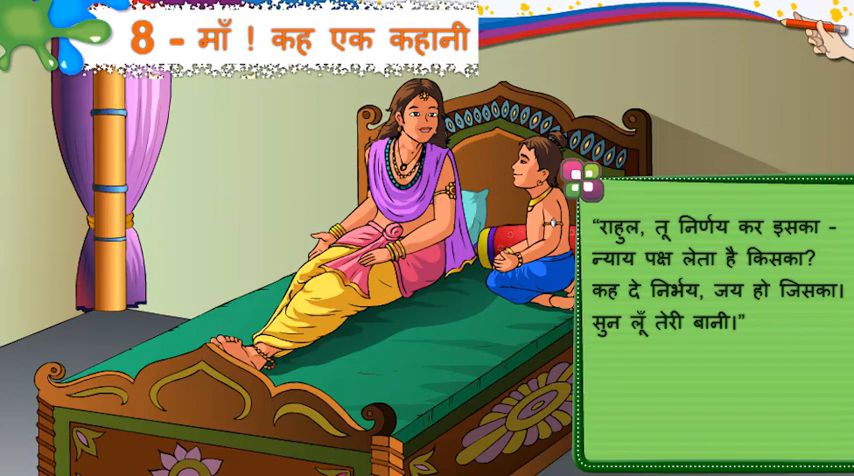 8 - माँ ! कह एक कहानी
“राहुल, तू निर्णय कर इसका -
न्याय पक्ष लेता है किसका?
कह दे निर्भय, जय हो जिसका।
सुन लूँ तेरी बानी।”